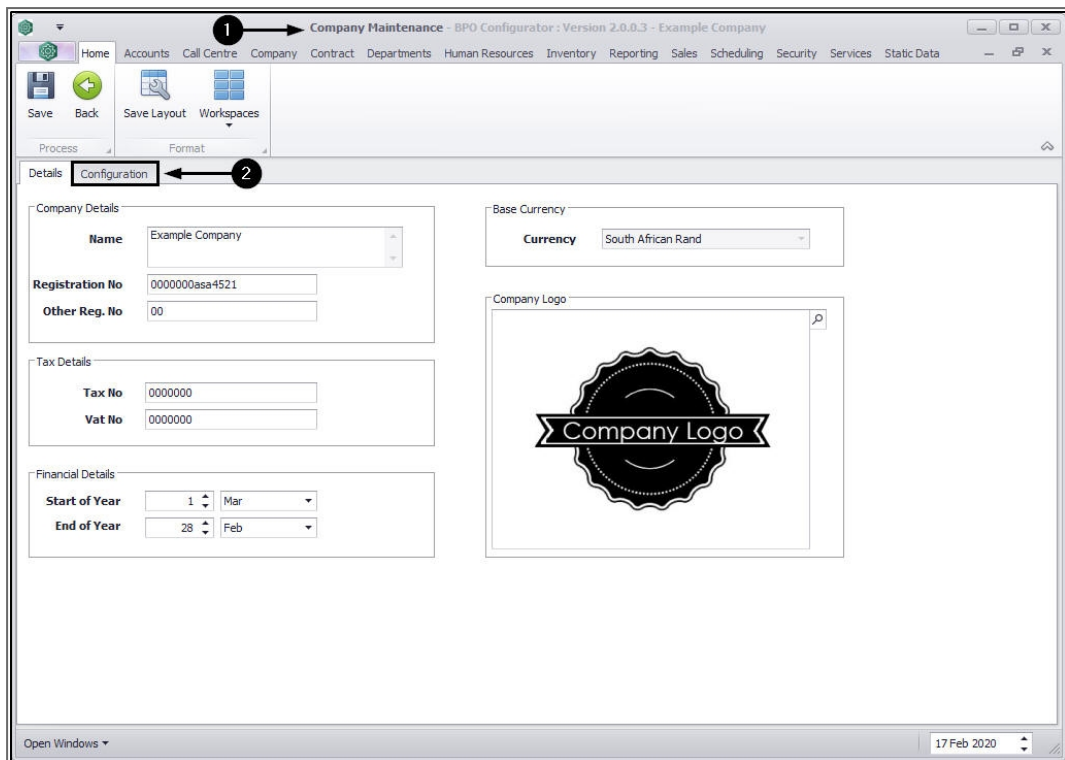 1
Company Maintenance - BPO Configurator : Version 2.0.0.3 - Example Company
Home Accounts Call Centre Company Contract Departments Human Resources Inventory Reporting Sales Scheduling Security Services Static Data
Save Back Save Layout Workspaces
Process Format
Details Configuration 2
Company Details
Name Example Company
Registration No 0000000asa4521
Other Reg. No 00
Tax Details
Tax No 0000000
Vat No 0000000
Financial Details
Start of Year 1 Mar
End of Year 28 Feb
Base Currency
Currency South African Rand
Company Logo
Company Logo
Open Windows 17 Feb 2020